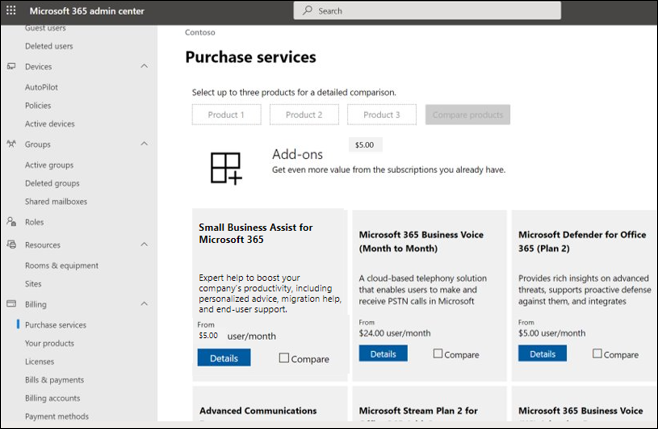 Microsoft 365 admin center
Search
Guest users
Deleted users
Devices
AutoPilot
Policies
Active devices
Groups
Active groups
Deleted groups
Shared mailboxes
Roles
Resources
Rooms & equipment
Sites
Billing
Purchase services
Your products
Licenses
Bills & payments
Billing accounts
Payment methods
Contoso
Purchase services
Select up to three products for a detailed comparison.
Product 1
Product 2
Product 3
Compare products
$5.00
Add-ons
Get even more value from the subscriptions you already have.
Small Business Assist for
Microsoft 365
Expert help to boost your
company's productivity, including
personalized advice, migration help,
and end-user support.
From
$5.00 user/month
Details
Compare
Microsoft 365 Business Voice
(Month to Month)
A cloud-based telephony solution
that enables users to make and
receive PSTN calls in Microsoft
From
$24.00 user/month
Details
Compare
Microsoft Defender for Office
365 (Plan 2)
Provides rich insights on advanced
threats, supports proactive defense
against them, and integrates
From
$5.00 user/month
Details
Compare
Advanced Communications
Microsoft Stream Plan 2 for
Microsoft 365 Business Voice